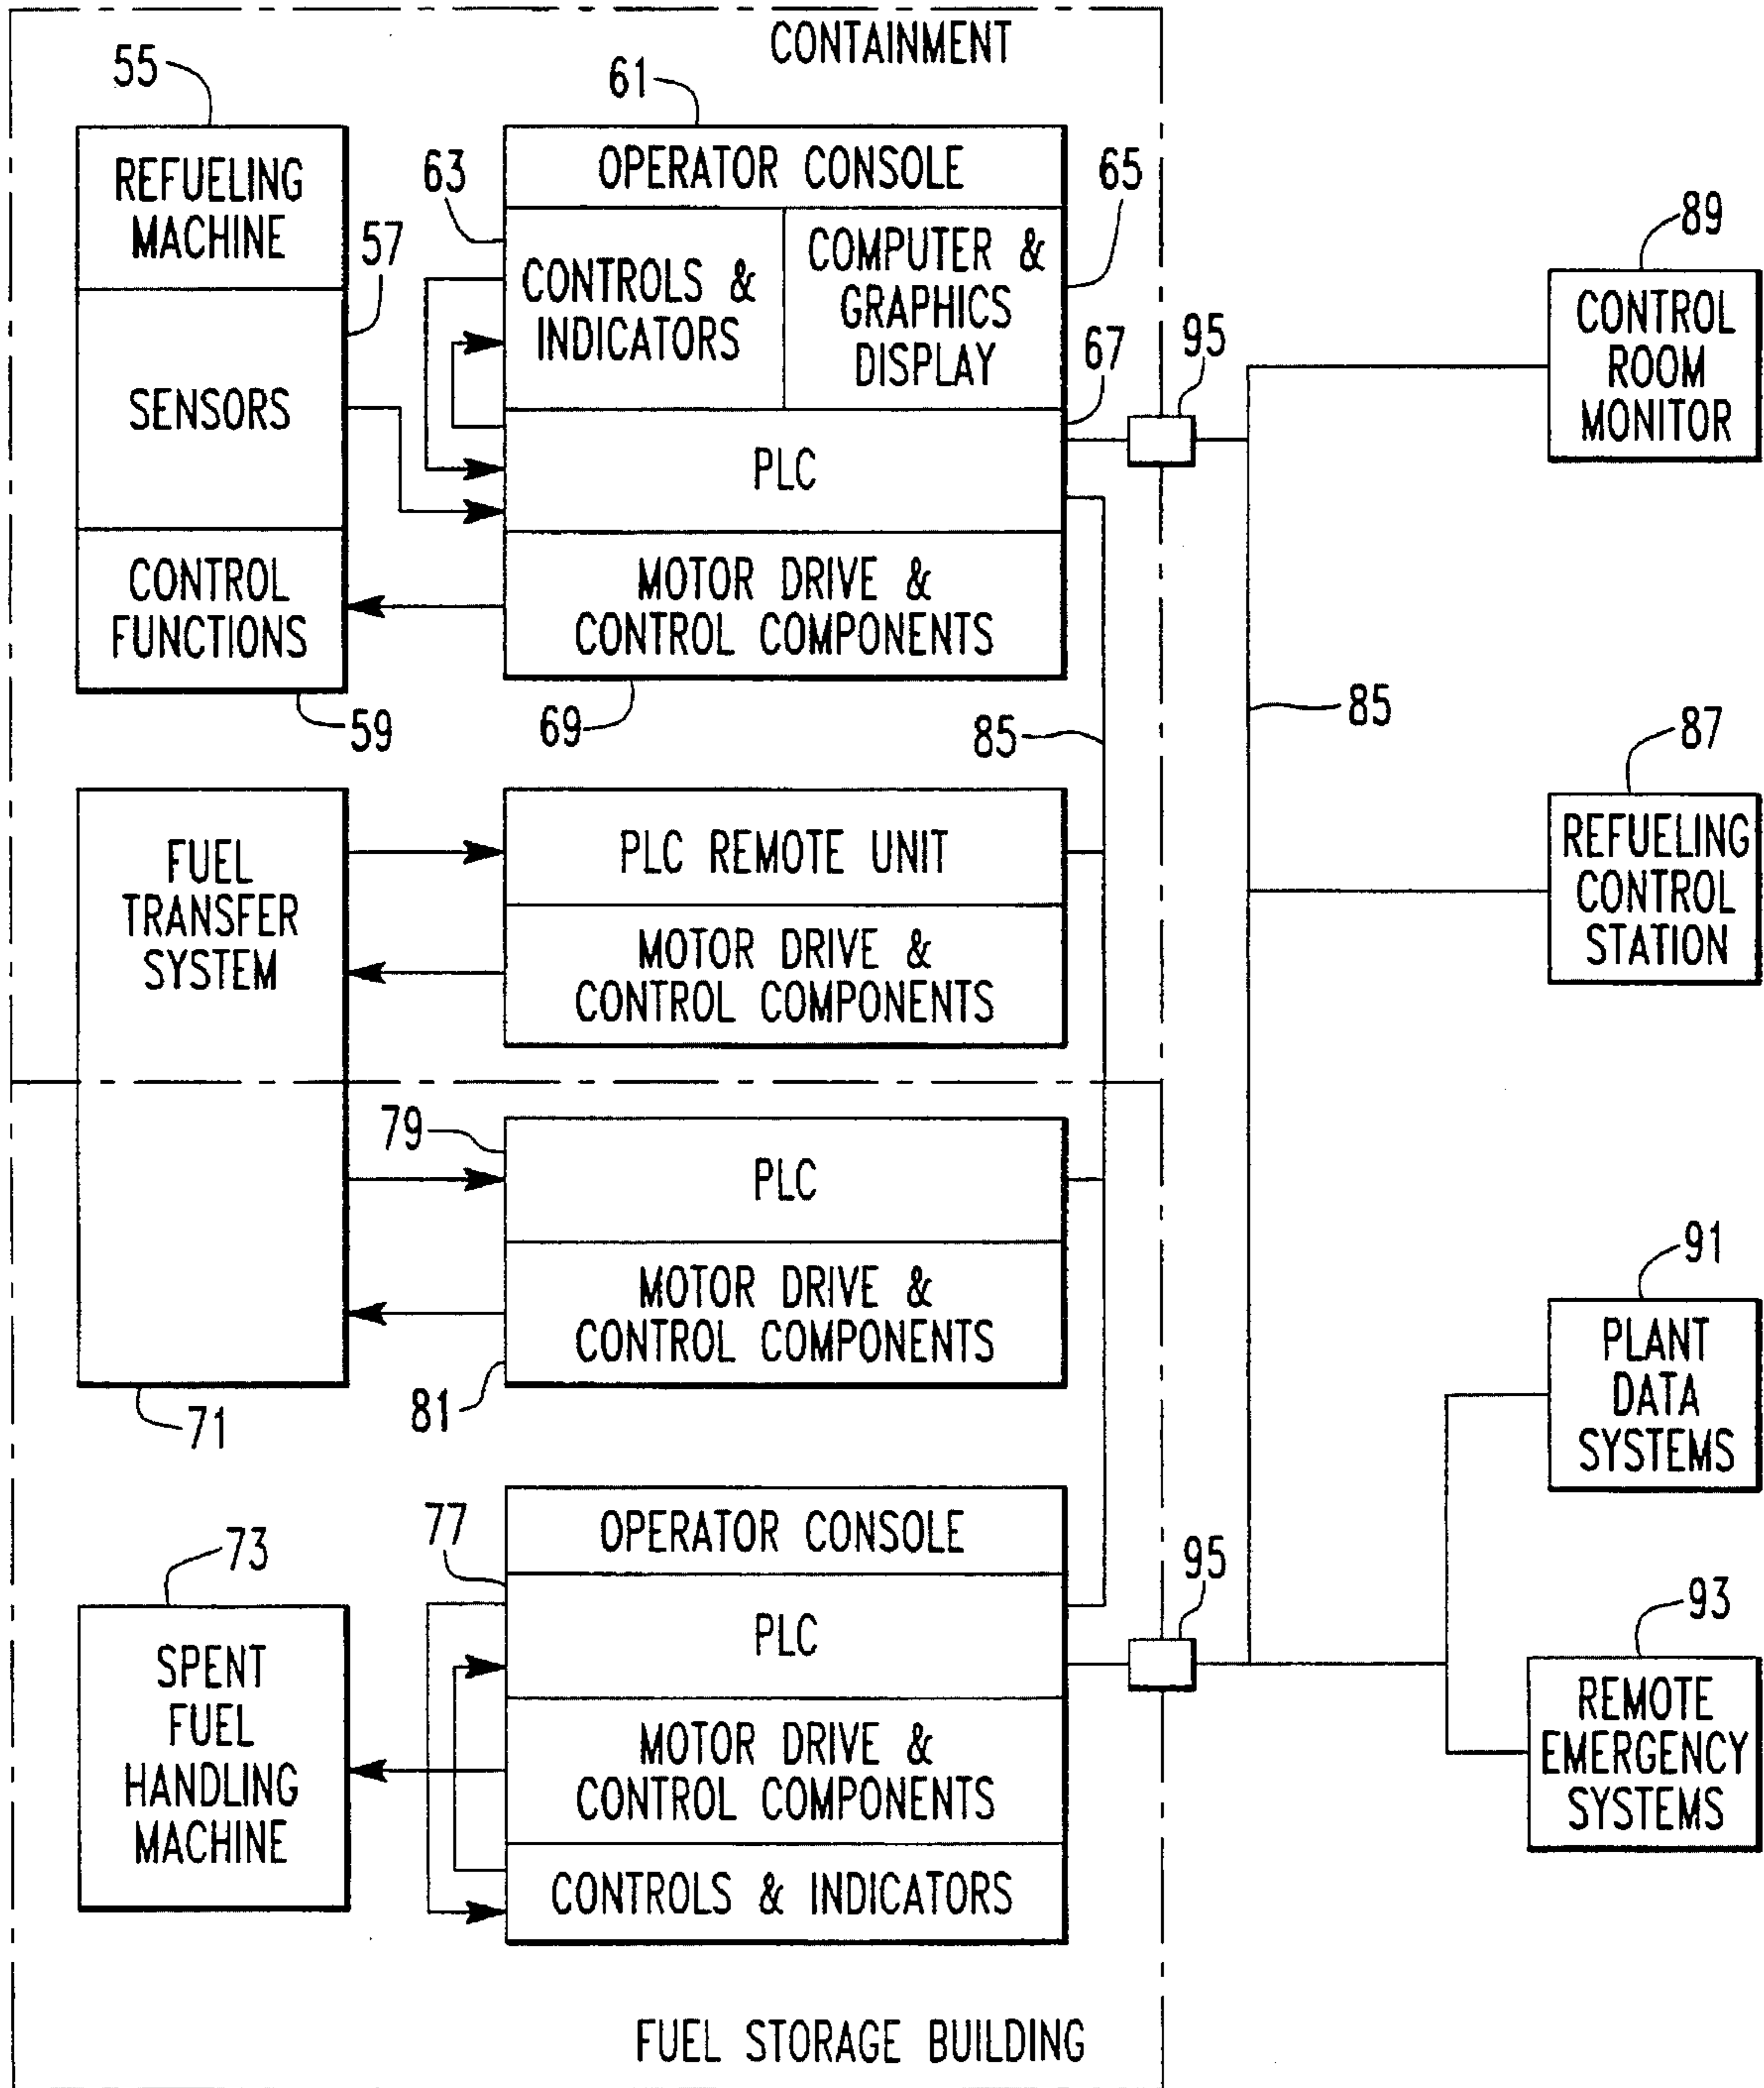 CONTAINMENT
55
REFUELING
MACHINE
57
SENSORS
CONTROL
FUNCTIONS
59
61
OPERATOR CONSOLE
63
CONTROLS &
INDICATORS
COMPUTER &
GRAPHICS
DISPLAY
65
67
PLC
MOTOR DRIVE &
CONTROL COMPONENTS
69
85
95
85
89
CONTROL
ROOM
MONITOR
FUEL
TRANSFER
SYSTEM
71
PLC REMOTE UNIT
MOTOR DRIVE &
CONTROL COMPONENTS
87
REFUELING
CONTROL
STATION
79
PLC
MOTOR DRIVE &
CONTROL COMPONENTS
81
91
PLANT
DATA
SYSTEMS
73
SPENT
FUEL
HANDLING
MACHINE
77
OPERATOR CONSOLE
PLC
MOTOR DRIVE &
CONTROL COMPONENTS
CONTROLS & INDICATORS
95
93
REMOTE
EMERGENCY
SYSTEMS
FUEL STORAGE BUILDING